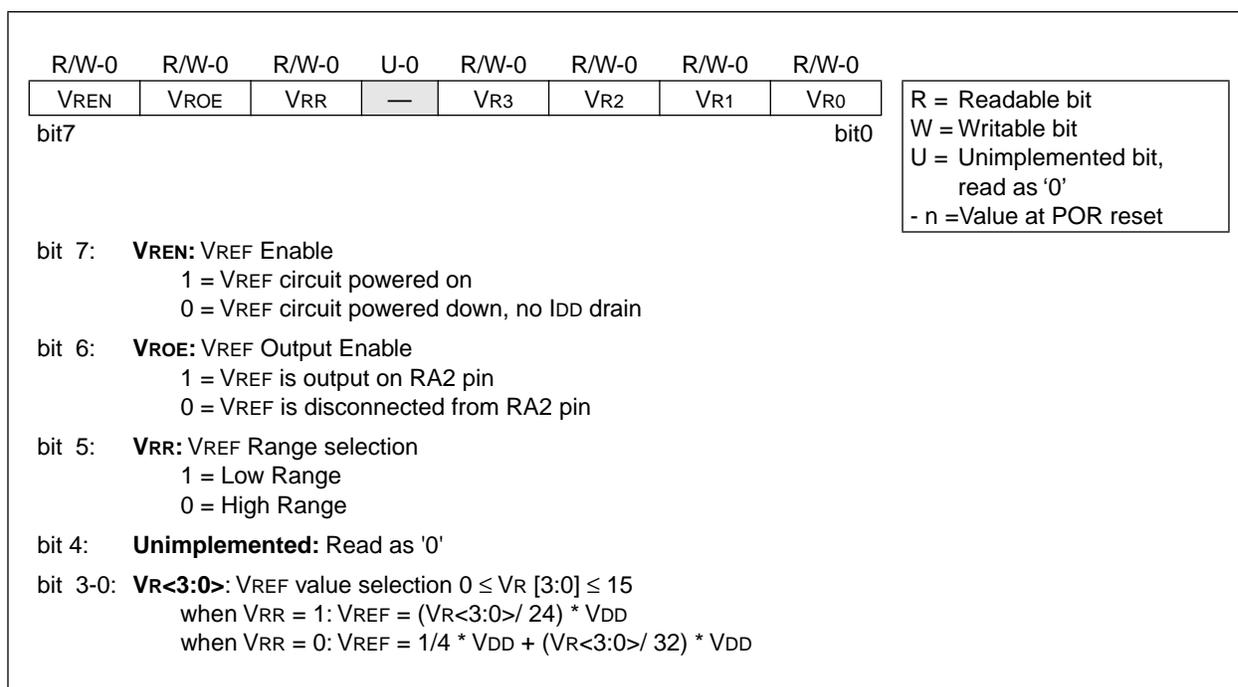 R/W-0 R/W-0 R/W-0 U-0 R/W-0 R/W-0 R/W-0 R/W-0
VREN VROE VRR — VR3 VR2 VR1 VR0
bit7 bit0
R = Readable bit
W = Writable bit
U = Unimplemented bit,
read as ‘0’
- n =Value at POR reset
bit 7: VREN: VREF Enable
1 = VREF circuit powered on
0 = VREF circuit powered down, no IDD drain
bit 6: VROE: VREF Output Enable
1 = VREF is output on RA2 pin
0 = VREF is disconnected from RA2 pin
bit 5: VRR: VREF Range selection
1 = Low Range
0 = High Range
bit 4: Unimplemented: Read as '0'
bit 3-0: VR<3:0>: VREF value selection 0 ≤ VR [3:0] ≤ 15
when VRR = 1: VREF = (VR<3:0>/ 24) * VDD
when VRR = 0: VREF = 1/4 * VDD + (VR<3:0>/ 32) * VDD